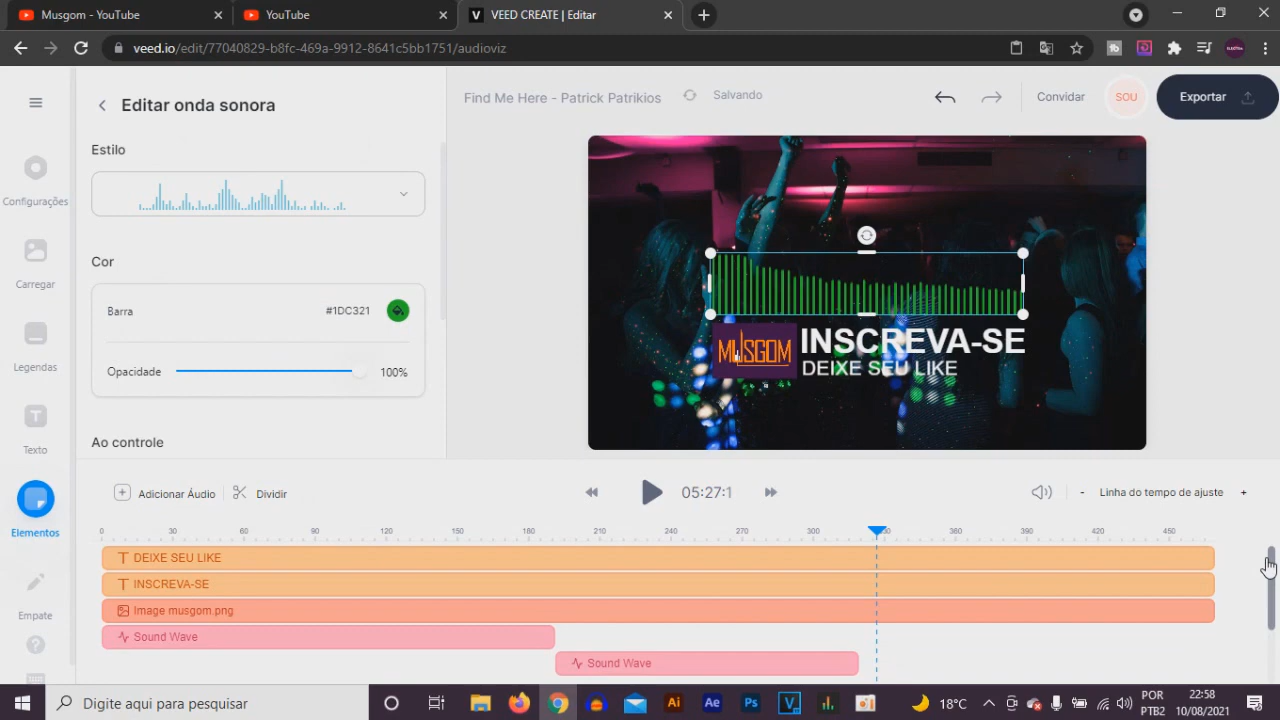 Musgom - YouTube
YouTube
VEED CREATE | Editar
veed.io/edit/77040829-b8fc-469a-9912-8641c5bb1751/audioviz
Configurações
Carregar
Legendas
Texto
Elementos
Empate
Editar onda sonora
Estilo
Cor
Barra #1DC321
Opacidade 100%
Ao controle
Find Me Here - Patrick Patrikios
Salvando
Convidar
SOU
Exportar
MUSGOM
INSCREVA-SE
DEIXE SEU LIKE
Adicionar Áudio
Dividir
05:27:1
- Linha do tempo de ajuste +
0 30 60 90 120 150 180 210 240 270 300 360 390 420 450
DEIXE SEU LIKE
INSCREVA-SE
Image musgom.png
Sound Wave
Sound Wave
Digite aqui para pesquisar
Ai
Ae
Ps
18°C
POR
PTB2
22:58
10/08/2021